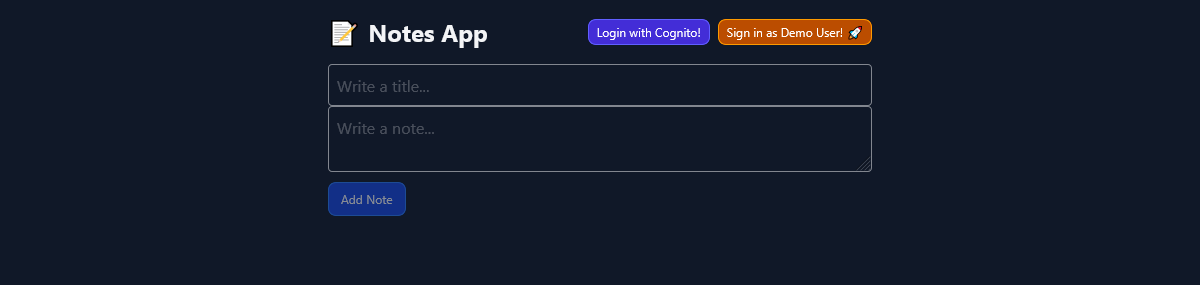 📝 Notes App
Login with Cognito!
Sign in as Demo User! 🚀
Write a title...
Write a note...
Add Note